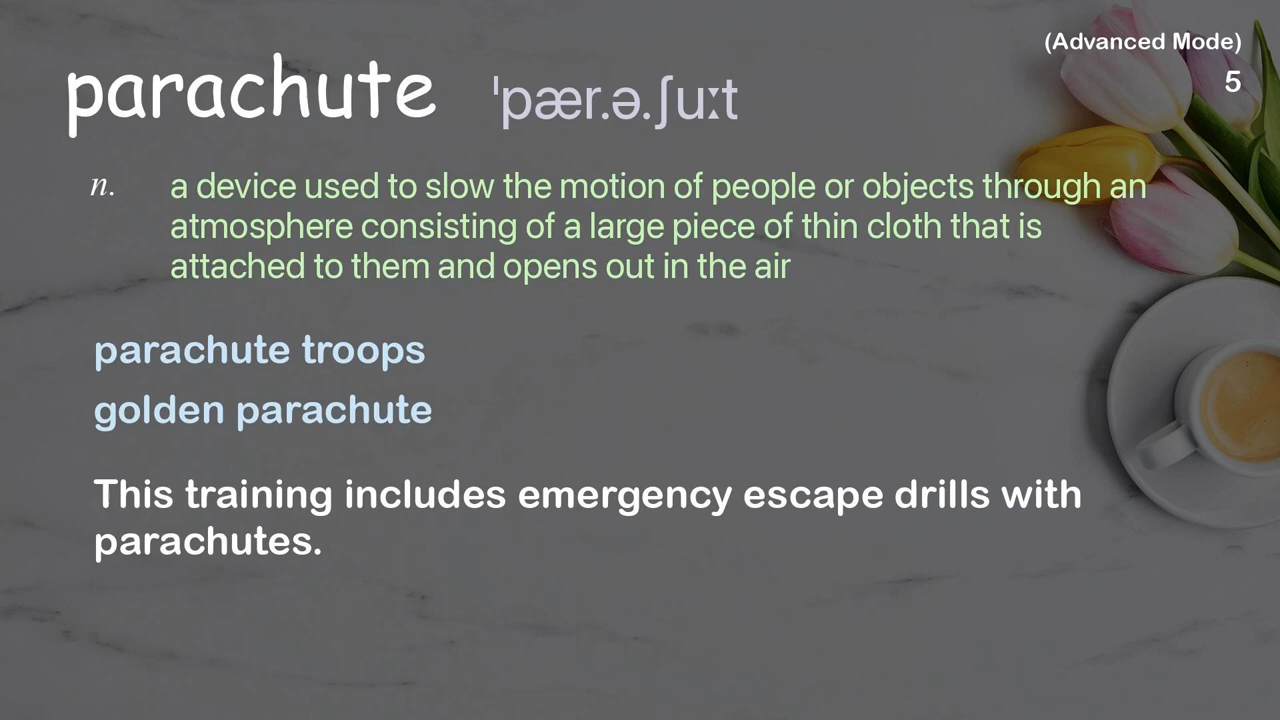 (Advanced Mode)
5
parachute ˈpær.ə.ʃuːt
n. a device used to slow the motion of people or objects through an
atmosphere consisting of a large piece of thin cloth that is
attached to them and opens out in the air
parachute troops
golden parachute
This training includes emergency escape drills with
parachutes.